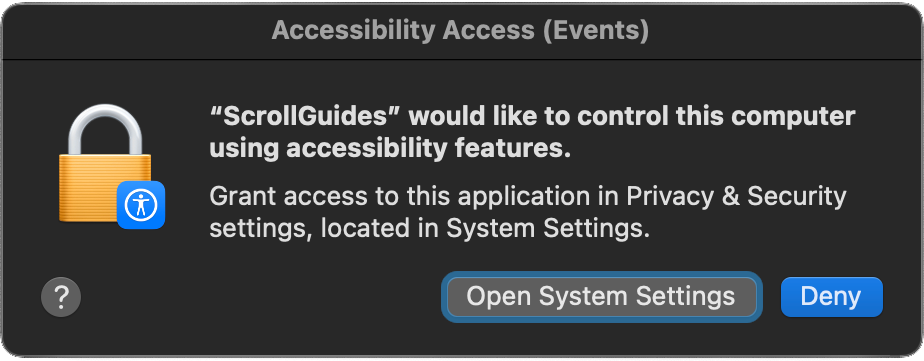 Accessibility Access (Events)
“ScrollGuides” would like to control this computer
using accessibility features.
Grant access to this application in Privacy & Security
settings, located in System Settings.
?
Open System Settings
Deny